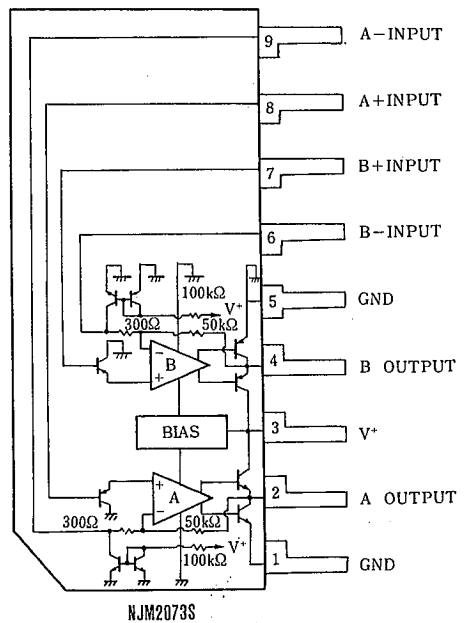 9 A-INPUT
8 A+INPUT
7 B+INPUT
6 B-INPUT
100kΩ
V⁺
5 GND
300Ω 50kΩ
4 B OUTPUT
- B
+
BIAS
3 V⁺
+ A
-
2 A OUTPUT
300Ω 50kΩ
V⁺
100kΩ
1 GND
NJM2073S